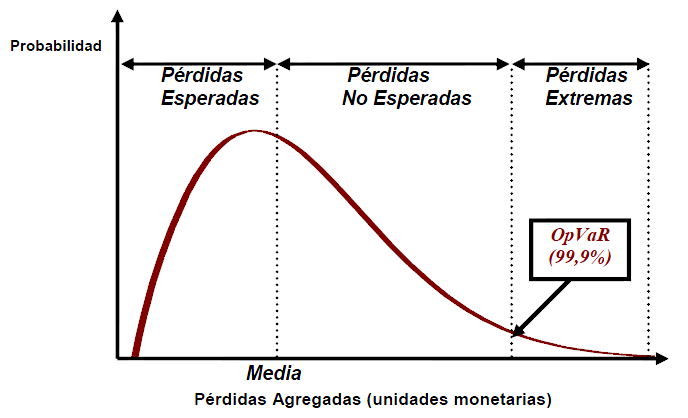 Probabilidad
Pérdidas
Esperadas
Pérdidas
No Esperadas
Pérdidas
Extremas
OpVaR
(99,9%)
Media
Pérdidas Agregadas (unidades monetarias)